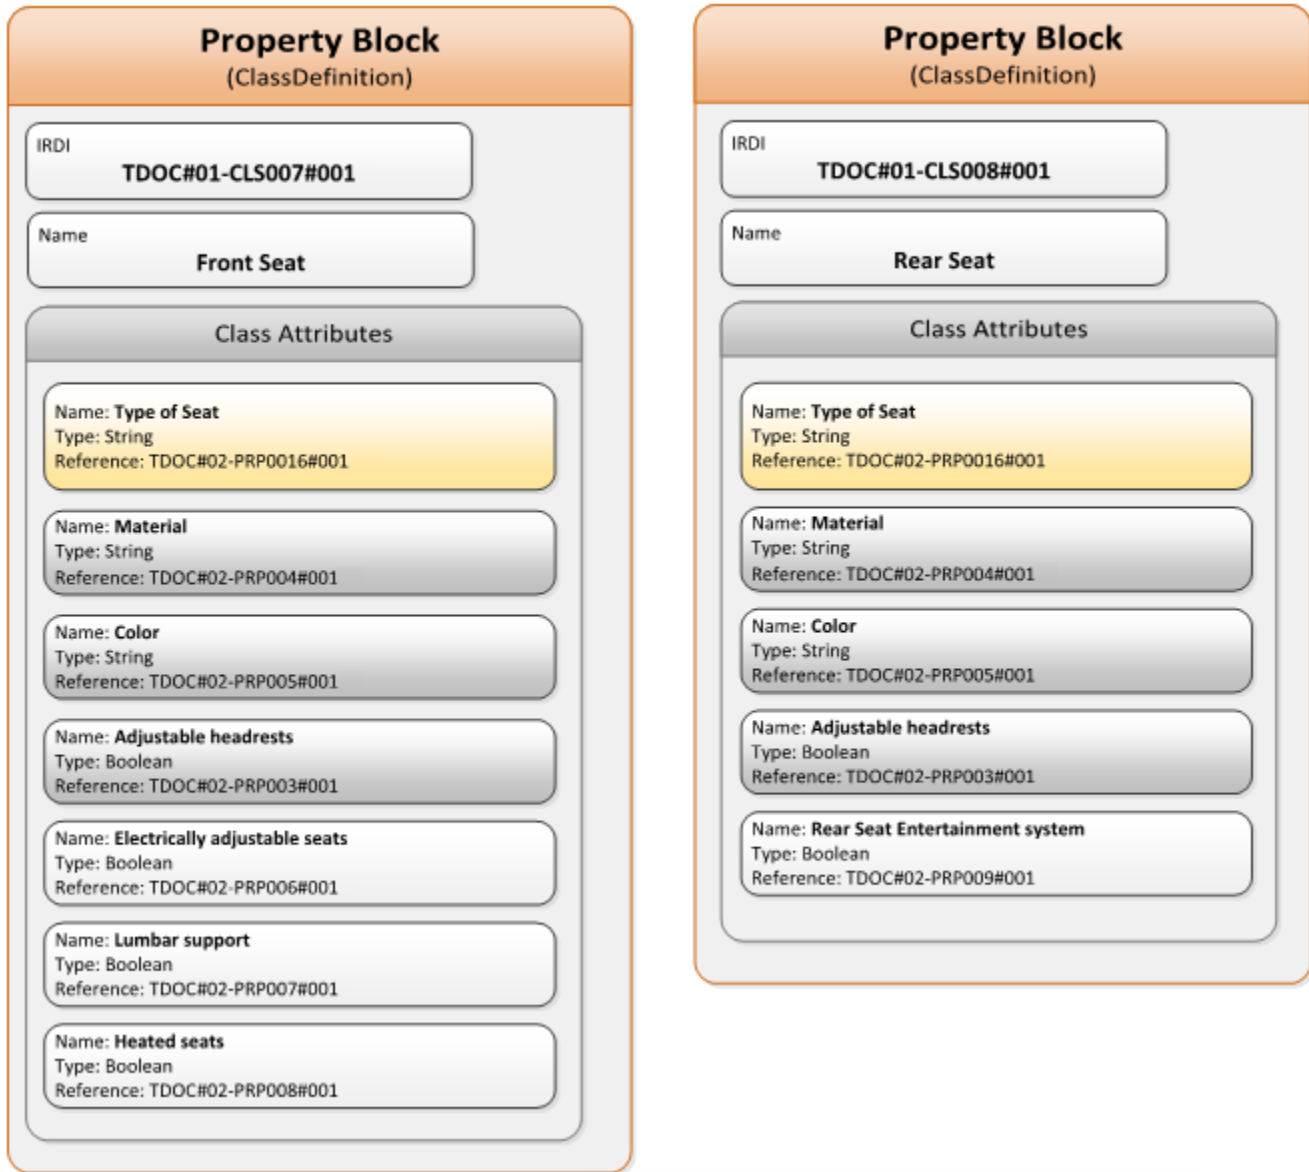 Property Block
(ClassDefinition)
IRDI
TDOC#01-CLS007#001
Name
Front Seat
Class Attributes
Name: Type of Seat
Type: String
Reference: TDOC#02-PRP0016#001
Name: Material
Type: String
Reference: TDOC#02-PRP004#001
Name: Color
Type: String
Reference: TDOC#02-PRP005#001
Name: Adjustable headrests
Type: Boolean
Reference: TDOC#02-PRP003#001
Name: Electrically adjustable seats
Type: Boolean
Reference: TDOC#02-PRP006#001
Name: Lumbar support
Type: Boolean
Reference: TDOC#02-PRP007#001
Name: Heated seats
Type: Boolean
Reference: TDOC#02-PRP008#001
Property Block
(ClassDefinition)
IRDI
TDOC#01-CLS008#001
Name
Rear Seat
Class Attributes
Name: Type of Seat
Type: String
Reference: TDOC#02-PRP0016#001
Name: Material
Type: String
Reference: TDOC#02-PRP004#001
Name: Color
Type: String
Reference: TDOC#02-PRP005#001
Name: Adjustable headrests
Type: Boolean
Reference: TDOC#02-PRP003#001
Name: Rear Seat Entertainment system
Type: Boolean
Reference: TDOC#02-PRP009#001